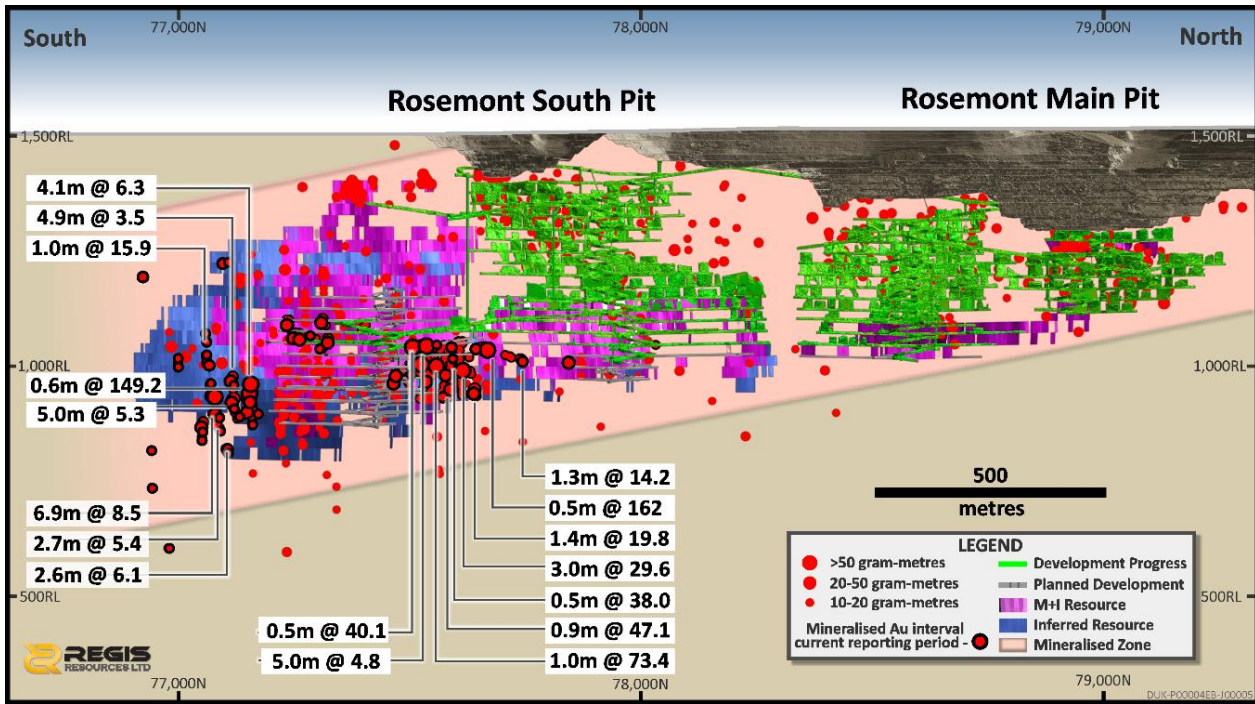 77,000N
78,000N
79,000N
South
North
Rosemont South Pit
Rosemont Main Pit
1,500RL
1,500RL
4.1m @ 6.3
4.9m @ 3.5
1.0m @ 15.9
1,000RL
1,000RL
0.6m @ 149.2
5.0m @ 5.3
6.9m @ 8.5
2.7m @ 5.4
2.6m @ 6.1
1.3m @ 14.2
0.5m @ 162
1.4m @ 19.8
3.0m @ 29.6
0.5m @ 38.0
0.9m @ 47.1
1.0m @ 73.4
0.5m @ 40.1
5.0m @ 4.8
500
metres
LEGEND
>50 gram-metres
20-50 gram-metres
10-20 gram-metres
Mineralised Au interval
current reporting period -
Development Progress
Planned Development
M+I Resource
Inferred Resource
Mineralised Zone
500RL
500RL
REGIS
RESOURCES LTD
77,000N
78,000N
79,000N
DUK-P00004EB-J00005